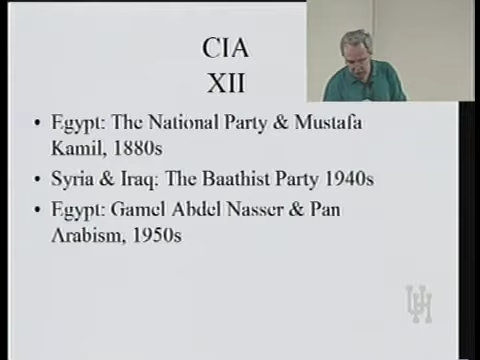 CIA
XII
• Egypt: The National Party & Mustafa
Kamil, 1880s
• Syria & Iraq: The Baathist Party 1940s
• Egypt: Gamel Abdel Nasser & Pan
Arabism, 1950s
UH